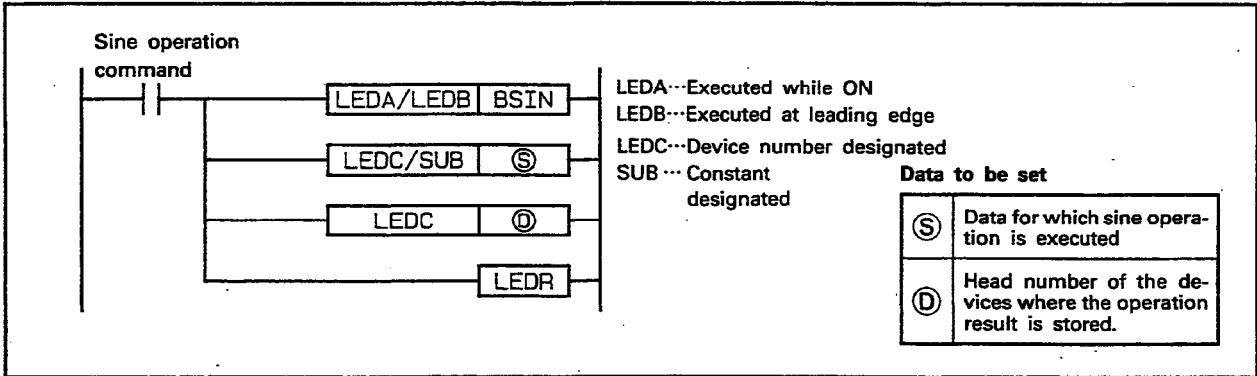 Sine operation
command
LEDA/LEDB BSIN
LEDA···Executed while ON
LEDB···Executed at leading edge
LEDC/SUB Ⓢ
LEDC···Device number designated
SUB ··· Constant
designated
LEDC Ⓓ
LEDR
Data to be set
Ⓢ Data for which sine opera-
tion is executed
Ⓓ Head number of the de-
vices where the operation
result is stored.